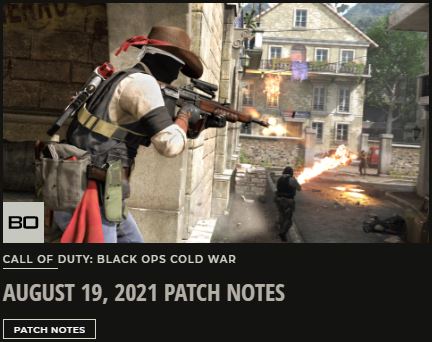 BO
CALL OF DUTY: BLACK OPS COLD WAR
AUGUST 19, 2021 PATCH NOTES
PATCH NOTES